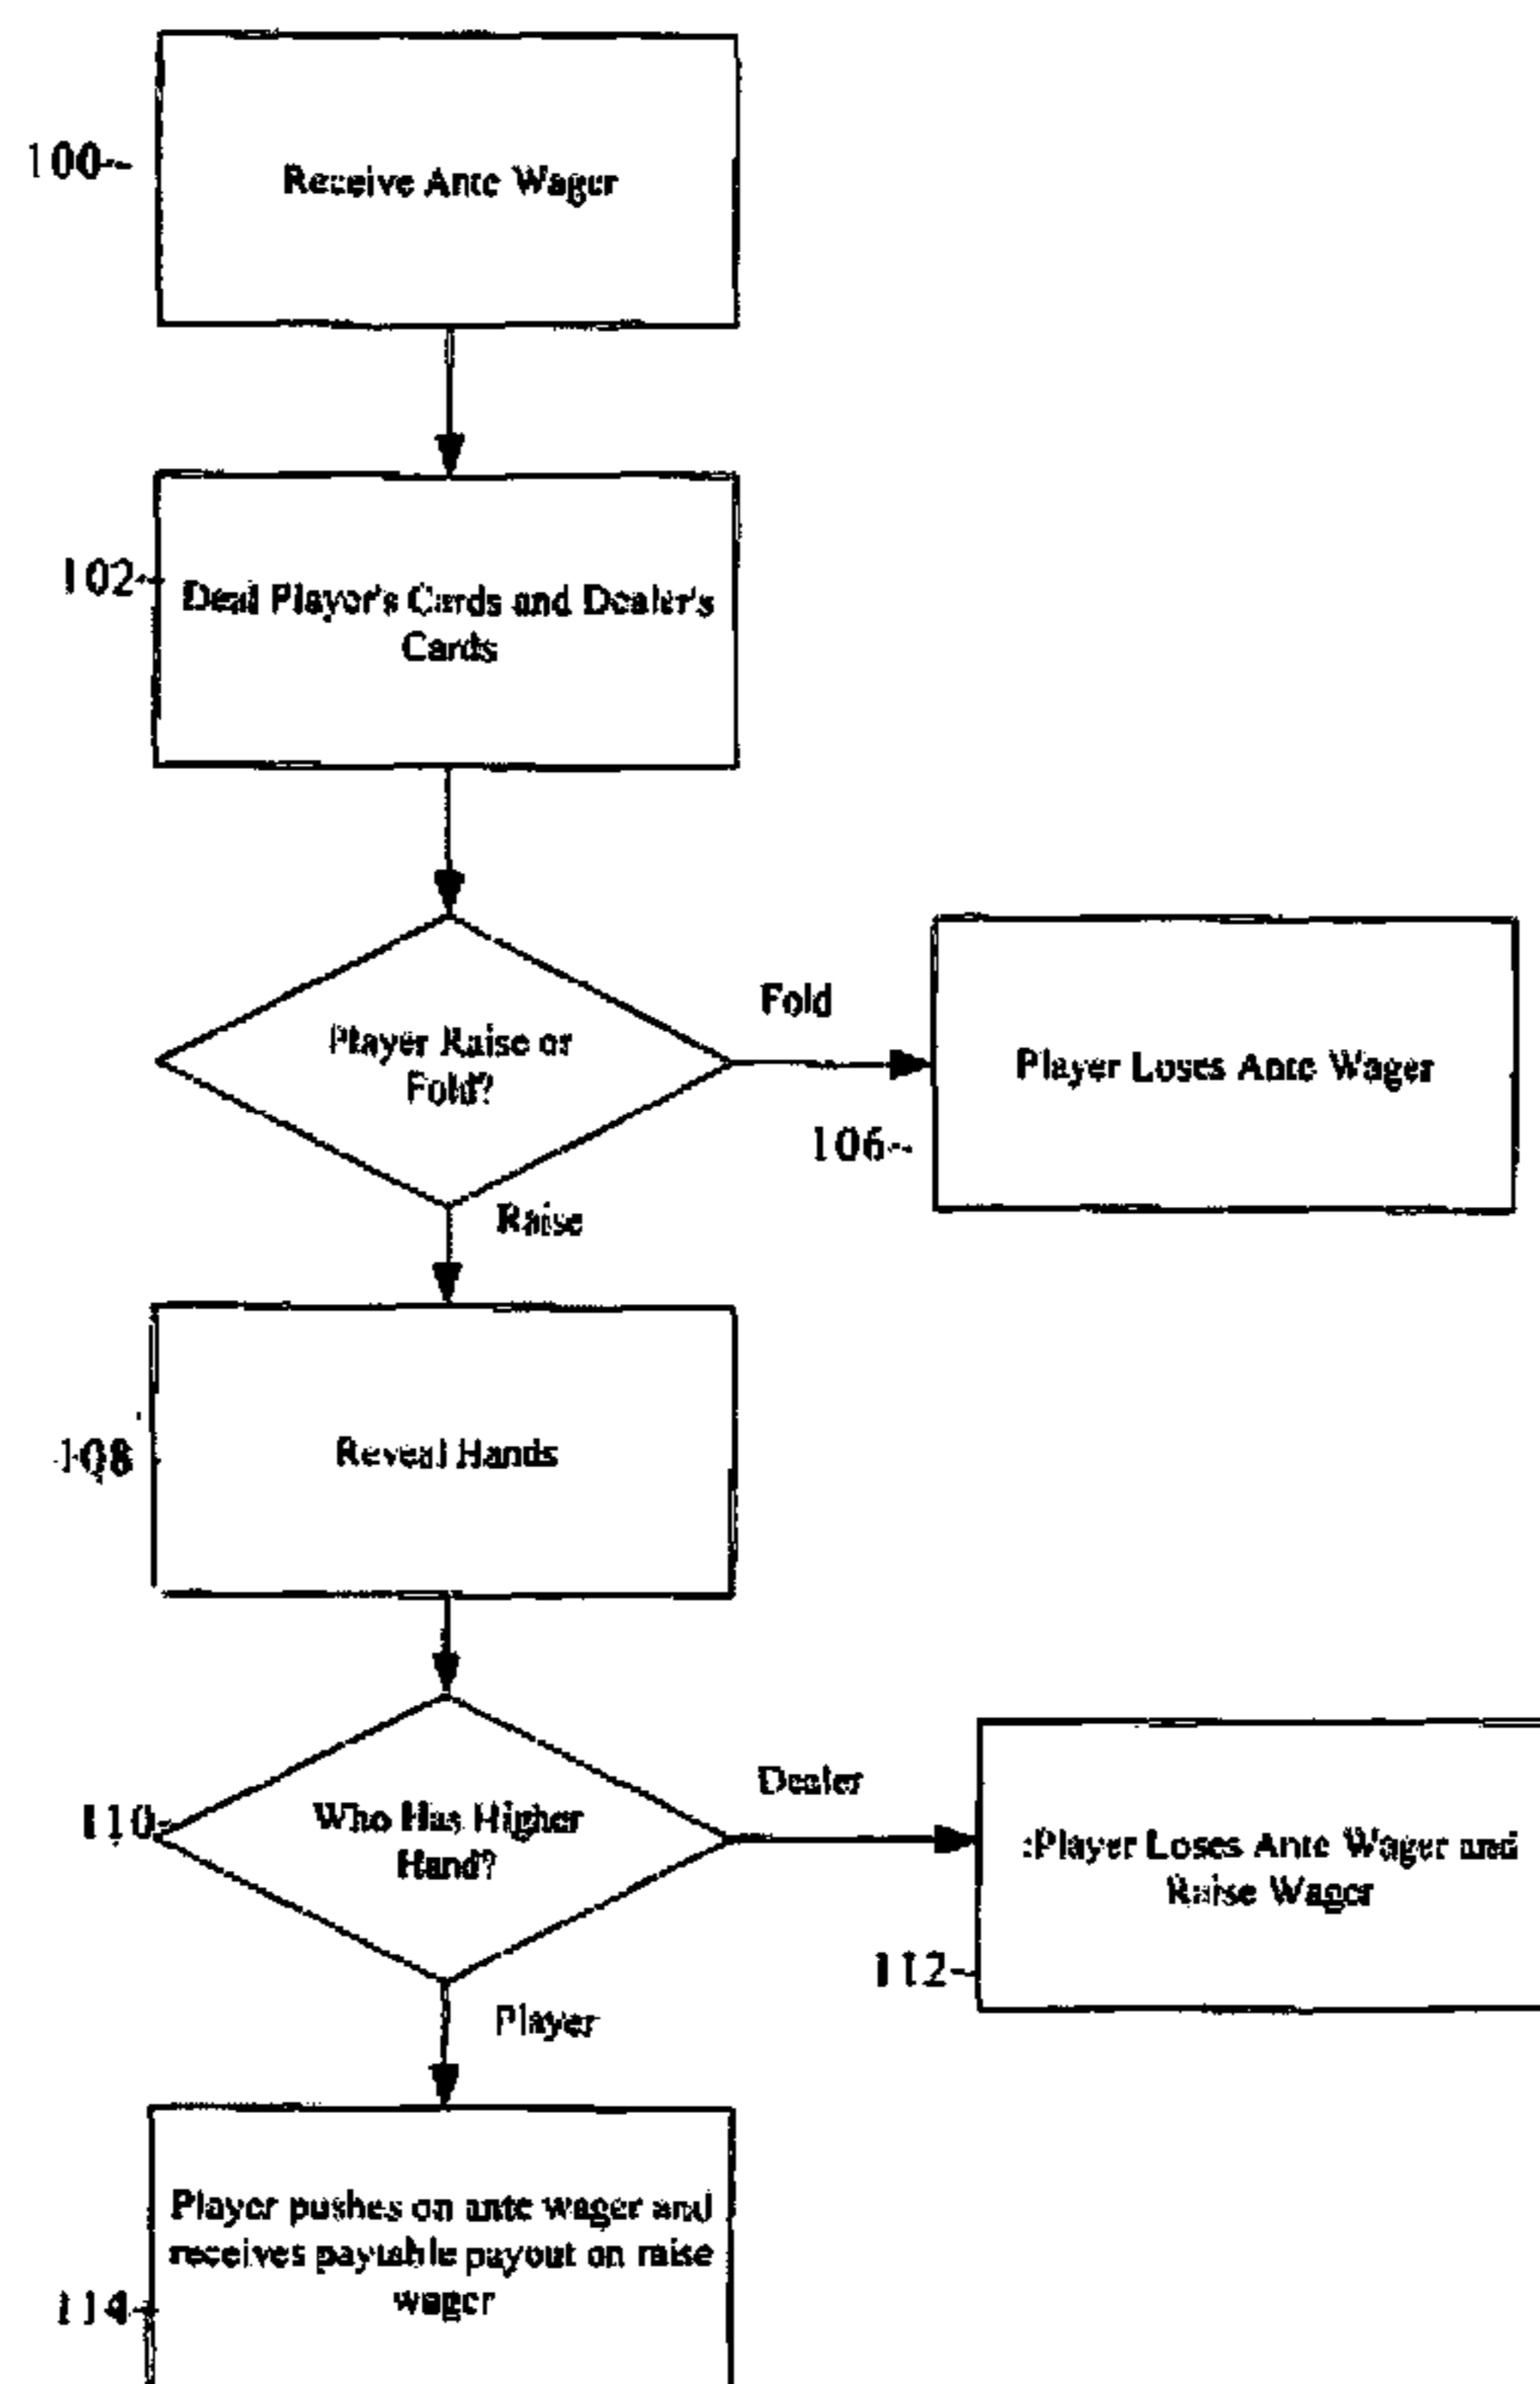 100
Receive Ante Wager
102
Deal Player's Cards and Dealer's
Cards
Player Raise or
Fold?
Fold
Player Loses Ante Wager
106
Raise
108
Reveal Hands
110
Who Has Higher
Hand?
Dealer
:Player Loses Ante Wager and
Raise Wager
112
Player
Player pushes on ante wager and
receives paytable payout on raise
wager
114